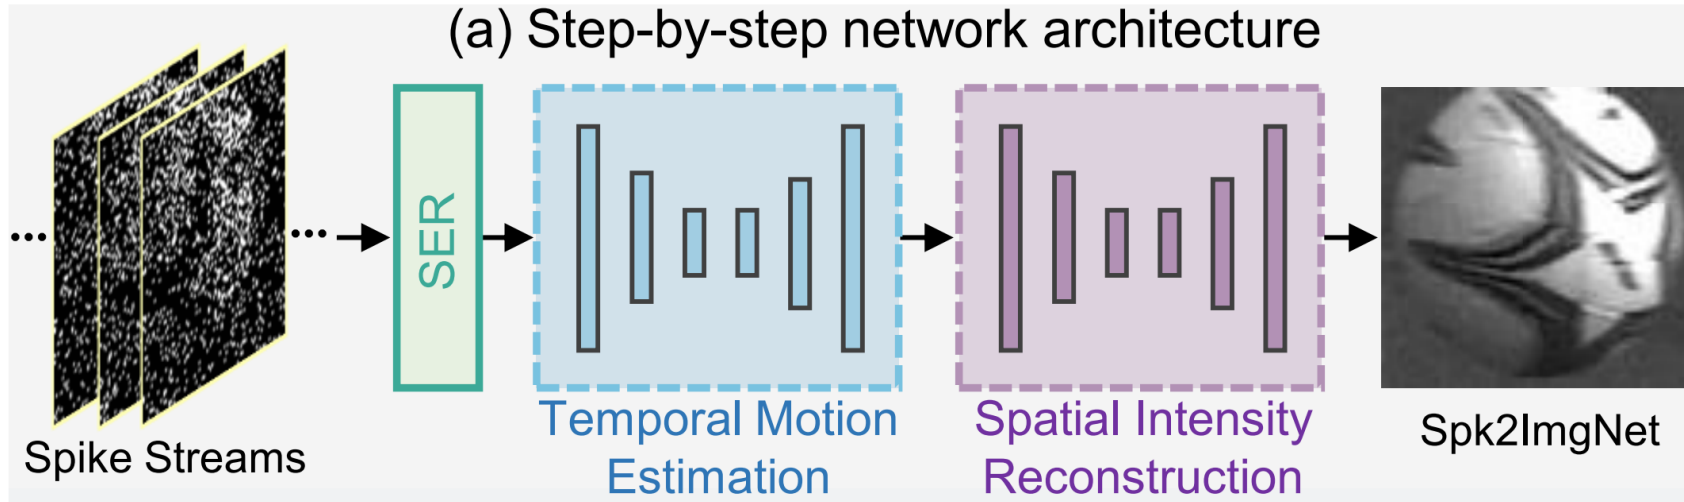 (a) Step-by-step network architecture
...
...
SER
Spike Streams
Temporal Motion
Estimation
Spatial Intensity
Reconstruction
Spk2ImgNet